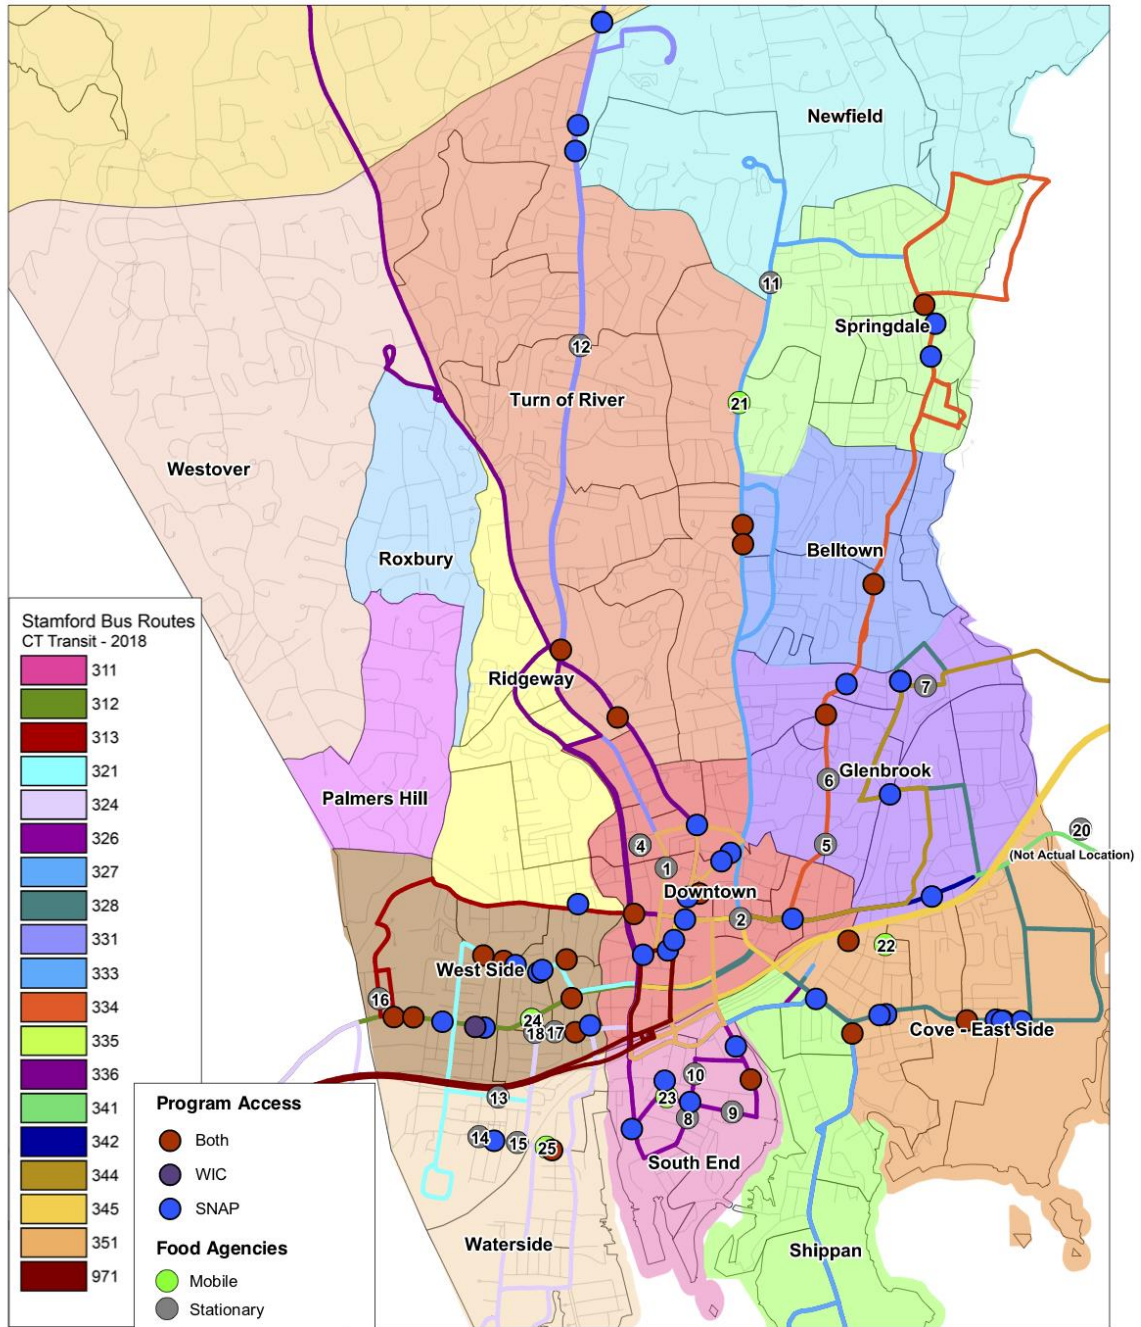 Newfield
11
Springdale
12
Turn of River
21
Westover
Belltown
Roxbury
Stamford Bus Routes
CT Transit - 2018
311
312
313
321
324
326
327
328
331
333
334
335
336
341
342
344
345
351
971
Ridgeway
7
Glenbrook
6
Palmers Hill
4
5
20
(Not Actual Location)
1
Downtown
2
22
West Side
16
24
18
17
Cove - East Side
10
13
23
8
9
14
15
25
South End
Waterside
Shippan
Program Access
Both
WIC
SNAP
Food Agencies
Mobile
Stationary